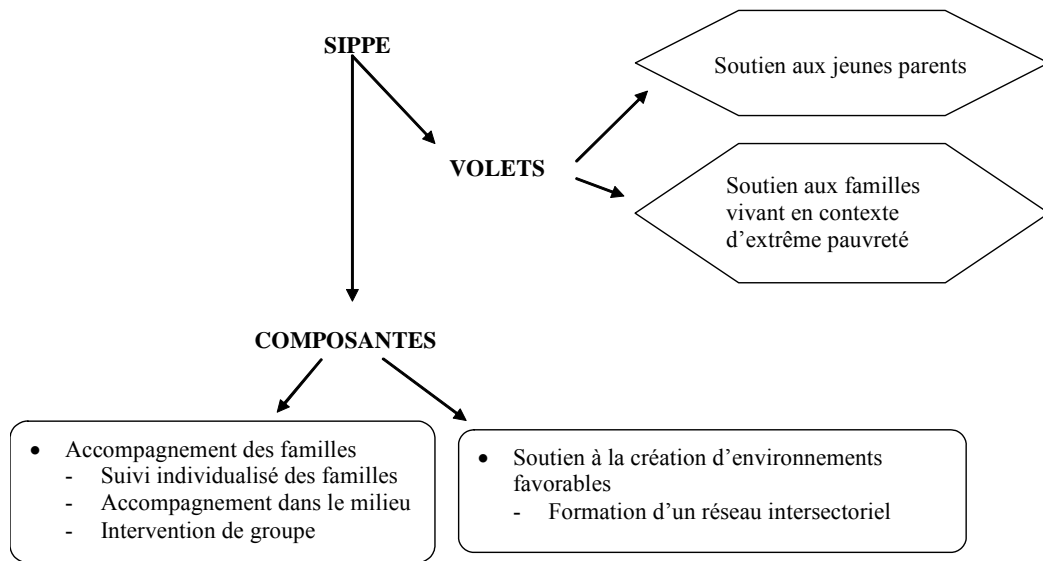 SIPPE
Soutien aux jeunes parents
VOLETS
Soutien aux familles
vivant en contexte
d’extrême pauvreté
COMPOSANTES
• Accompagnement des familles
- Suivi individualisé des familles
- Accompagnement dans le milieu
- Intervention de groupe
• Soutien à la création d’environnements
favorables
- Formation d’un réseau intersectoriel